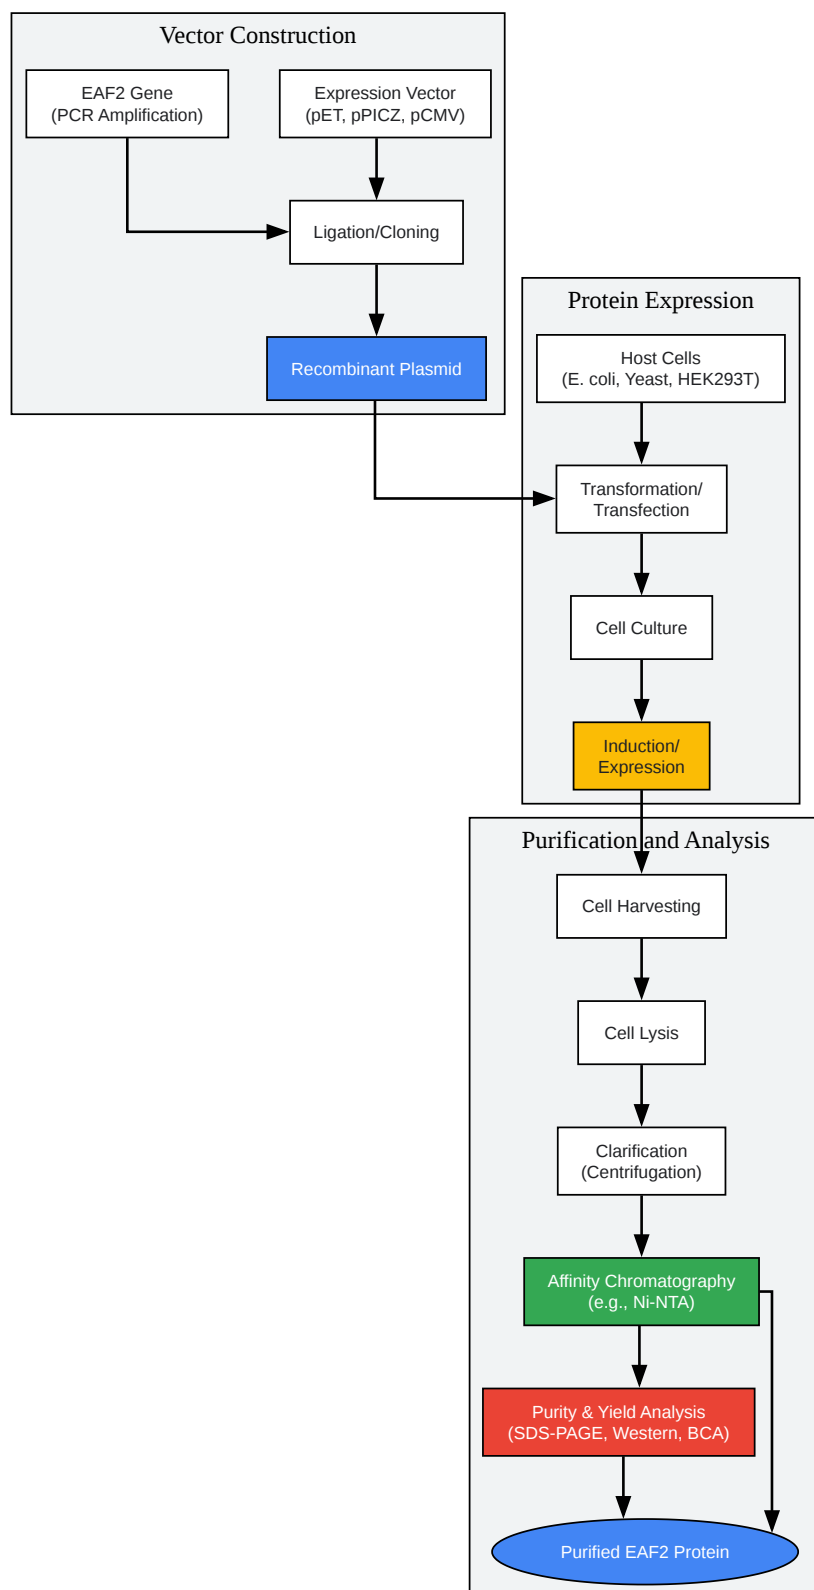 Vector Construction
EAF2 Gene
(PCR Amplification)
Expression Vector
(pET, pPICZ, pCMV)
Ligation/Cloning
Recombinant Plasmid
Protein Expression
Host Cells
(E. coli, Yeast, HEK293T)
Transformation/
Transfection
Cell Culture
Induction/
Expression
Purification and Analysis
Cell Harvesting
Cell Lysis
Clarification
(Centrifugation)
Affinity Chromatography
(e.g., Ni-NTA)
Purity & Yield Analysis
(SDS-PAGE, Western, BCA)
Purified EAF2 Protein